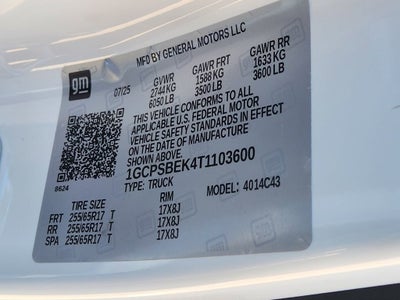 gm
MFD BY GENERAL MOTORS LLC
07/25 GVWR GAWR FRT GAWR RR
2744 KG 1588 KG 1633 KG
6050 LB 3500 LB 3600 LB
THIS VEHICLE CONFORMS TO ALL
APPLICABLE U.S. FEDERAL MOTOR
VEHICLE SAFETY STANDARDS IN EFFECT
ON THE DATE OF MANUFACTURE
1GCPSBEK4T1103600
TYPE: TRUCK MODEL: 4014C43
8624
TIRE SIZE RIM
FRT 255/65R17 T 17X8J
RR 255/65R17 T 17X8J
SPA 255/65R17 T 17X8J